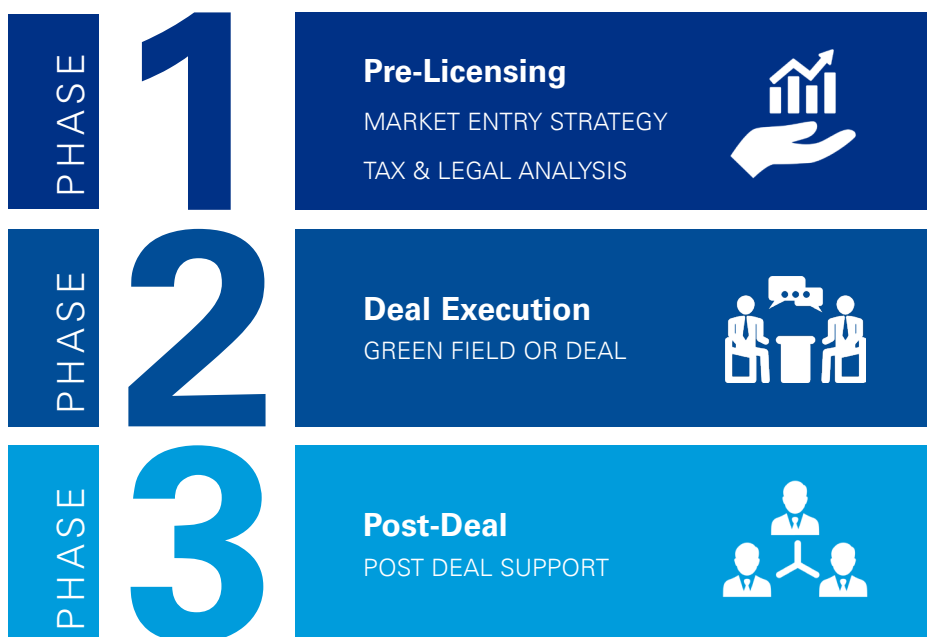 PHASE
1
Pre-Licensing
MARKET ENTRY STRATEGY
TAX & LEGAL ANALYSIS
PHASE
2
Deal Execution
GREEN FIELD OR DEAL
PHASE
3
Post-Deal
POST DEAL SUPPORT